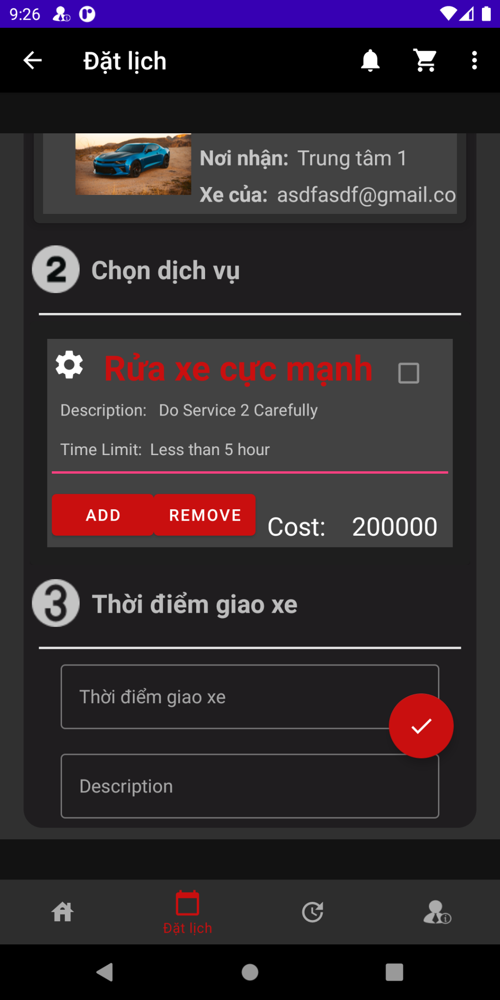 9:26
Đặt lịch
Nơi nhận: Trung tâm 1
Xe của: asdfasdf@gmail.co
2 Chọn dịch vụ
Rửa xe cực mạnh
Description: Do Service 2 Carefully
Time Limit: Less than 5 hour
ADD REMOVE Cost: 200000
3 Thời điểm giao xe
Thời điểm giao xe
Description
Đặt lịch